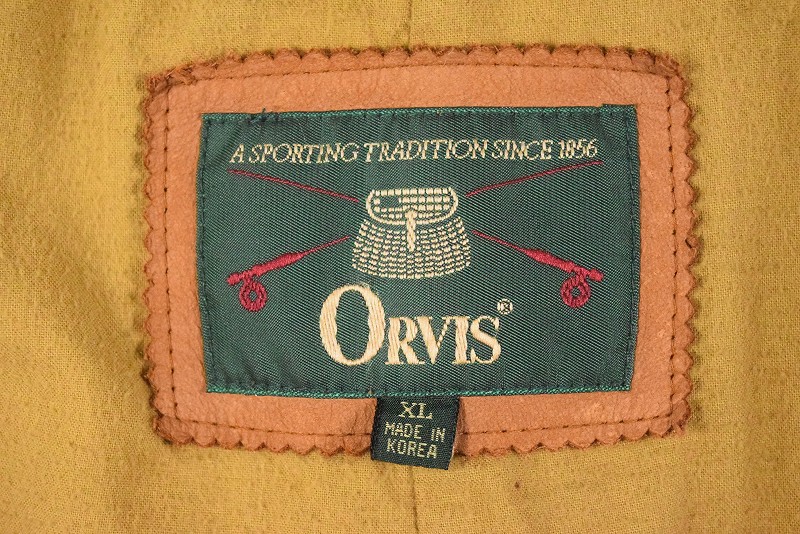 A SPORTING TRADITION SINCE 1856
ORVIS®
XL
MADE IN
KOREA